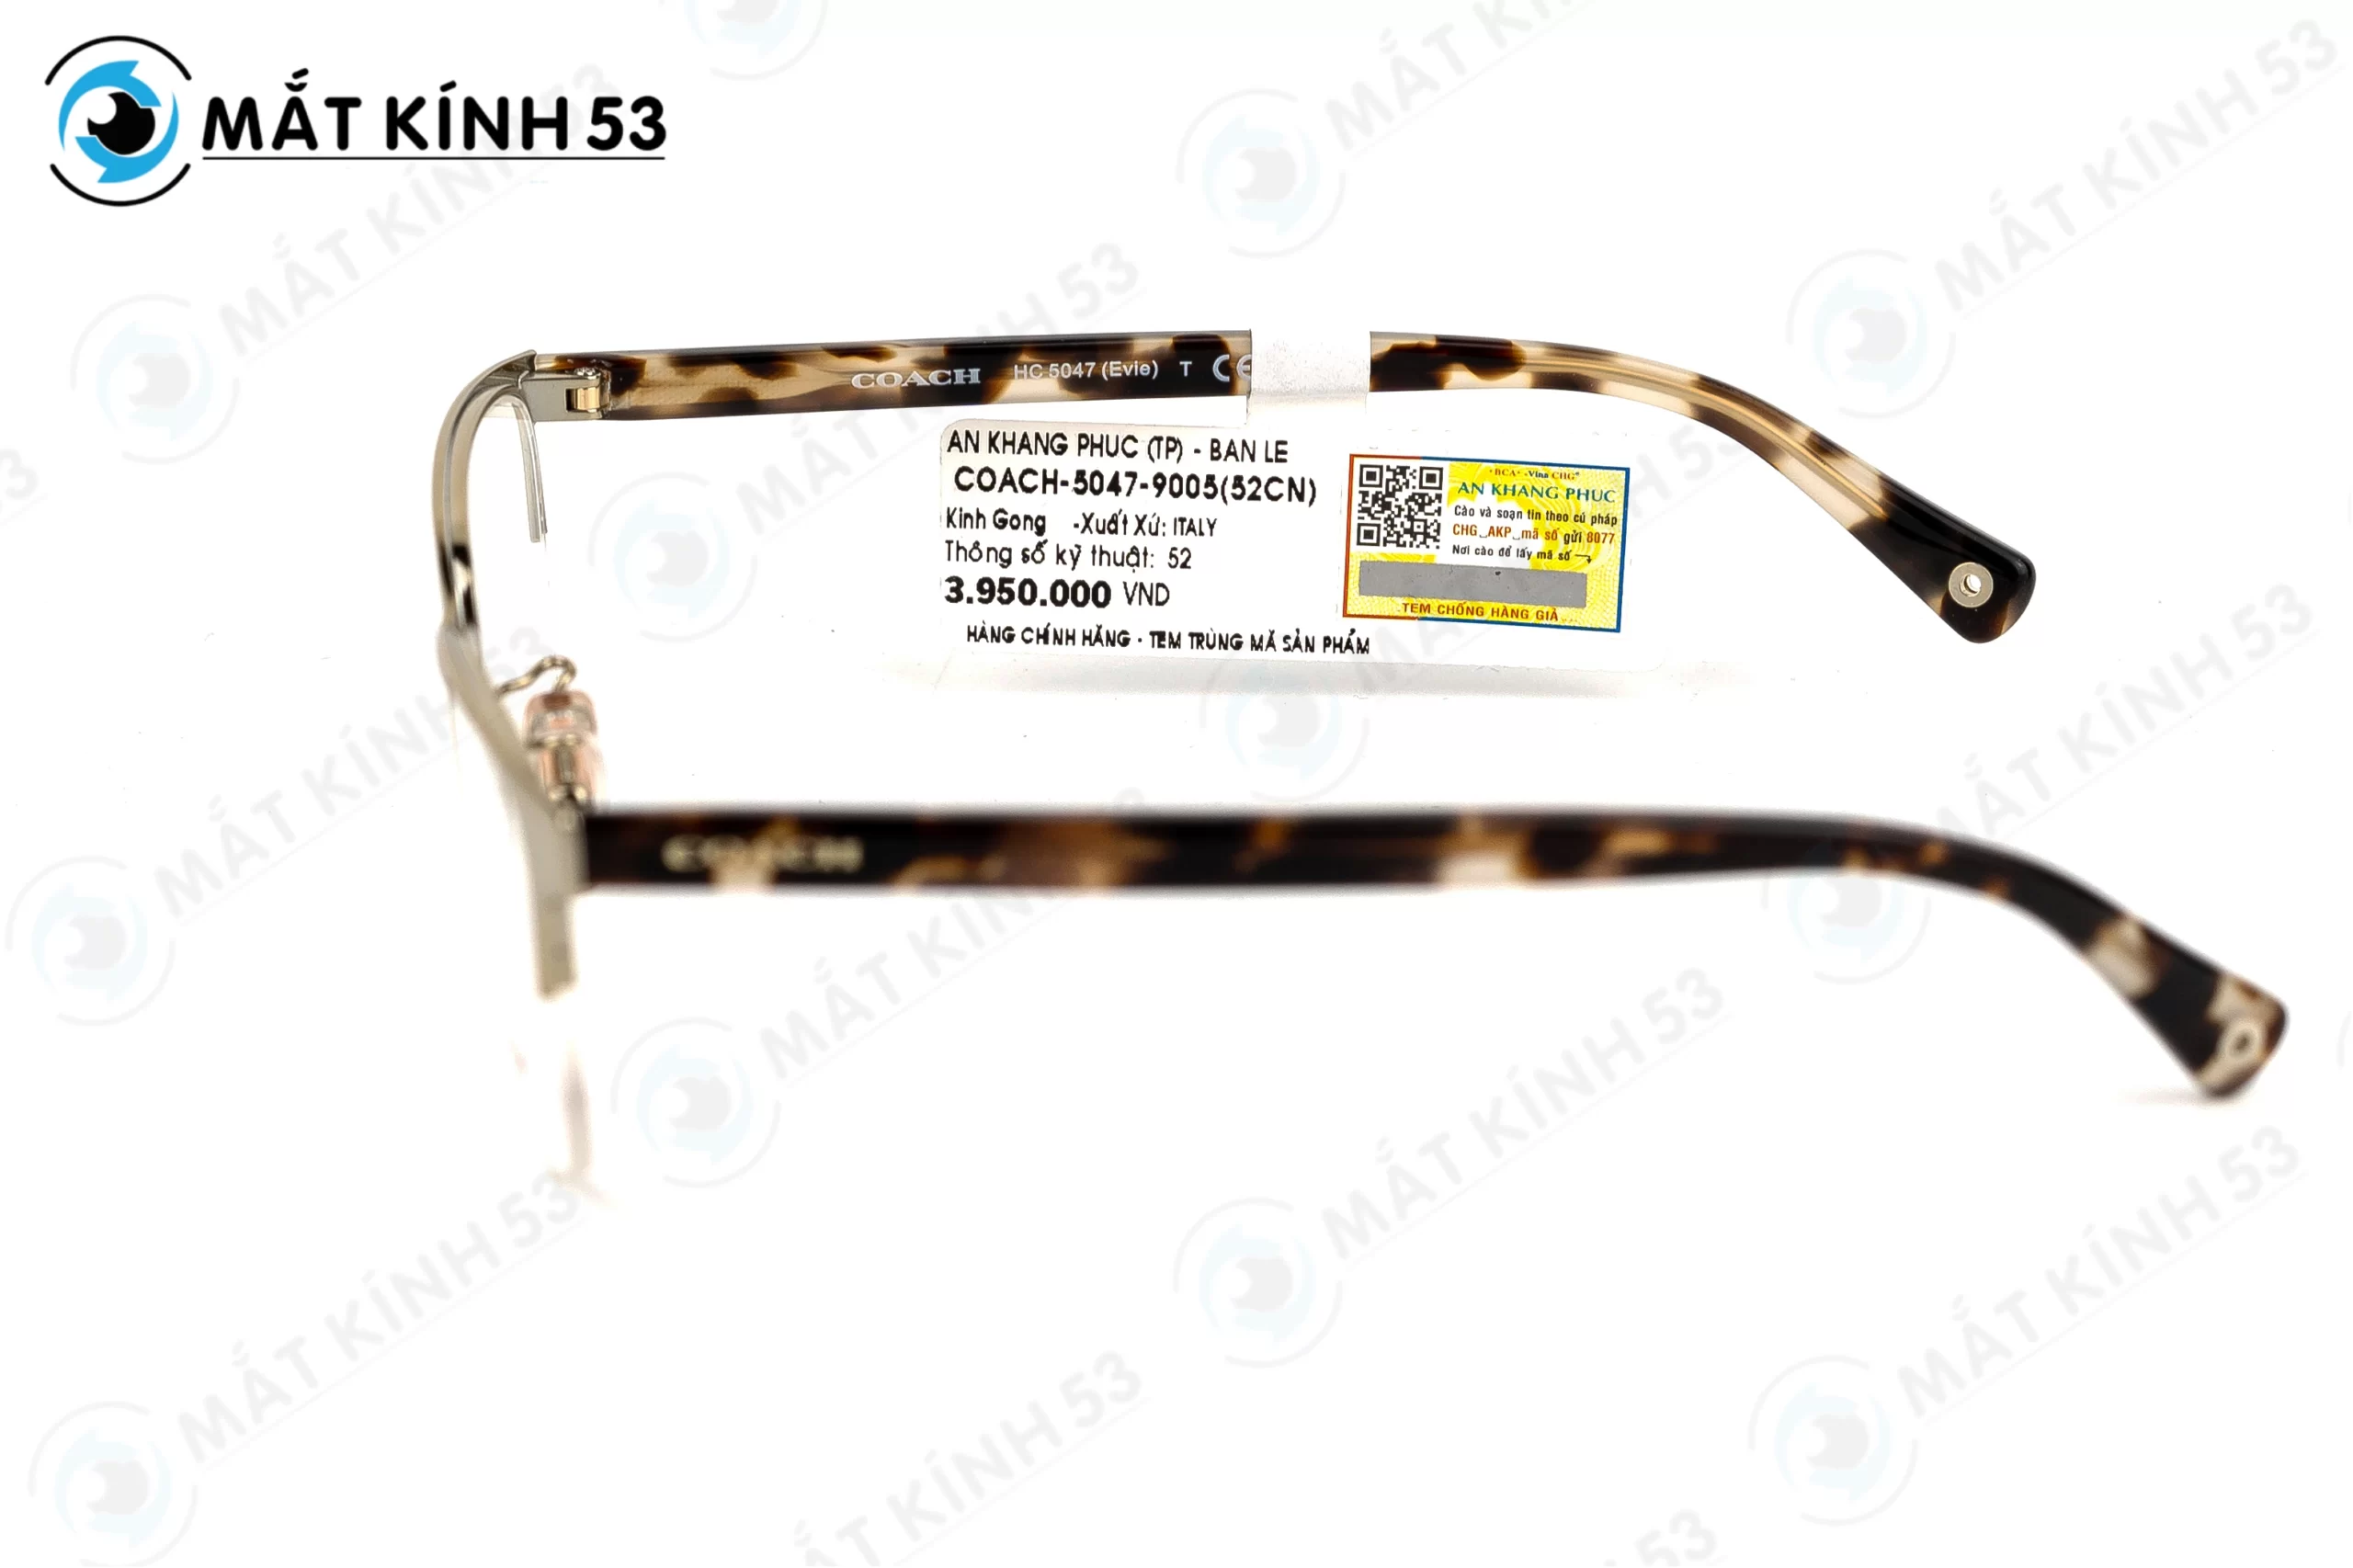 MẮT KÍNH 53
COACH HC 5047 (Evie) T CE
AN KHANG PHUC (TP) - BAN LE
COACH-5047-9005(52CN)
Kinh Gong -Xuất Xứ: ITALY
Thông số kỹ thuật: 52
3.950.000 VND
HÀNG CHÍNH HÃNG - TEM TRÙNG MÃ SẢN PHẨM
BCA - Vina CHG
AN KHANG PHUC
Cào và soạn tin theo cú pháp
CHG_AKP_mã số gửi 8077
Nơi cào để lấy mã số
TEM CHỐNG HÀNG GIẢ
COACH